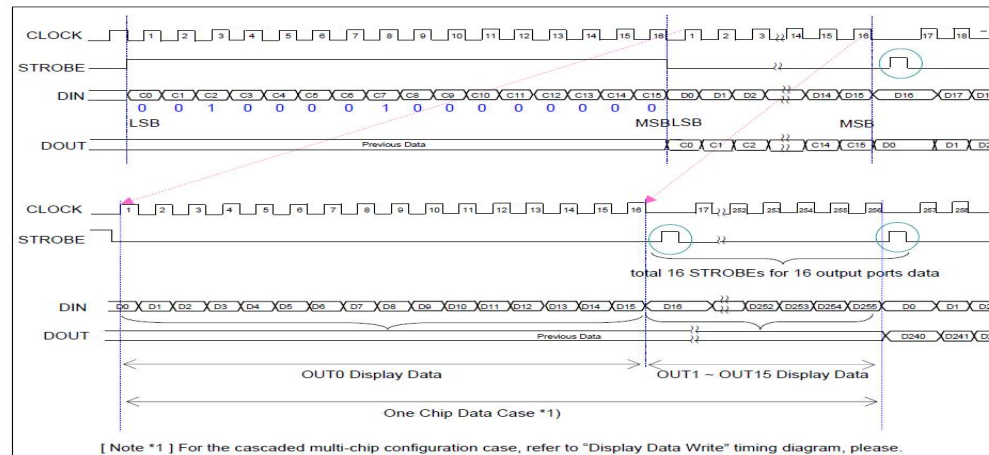 CLOCK 1 2 3 4 5 6 7 8 9 10 11 12 13 14 15 16 1 2 3 14 15 16 17 18
STROBE
DIN C0 C1 C2 C3 C4 C5 C6 C7 C8 C9 C10 C11 C12 C13 C14 C15 D0 D1 D2 D14 D15 D16 D17
0 0 1 0 0 0 0 1 0 0 0 0 0 0 0 0
LSB MSB LSB MSB
DOUT Previous Data C0 C1 C2 C14 C15 D0 D1
CLOCK 1 2 3 4 5 6 7 8 9 10 11 12 13 14 15 16 17 252 253 254 255 256 257 258
STROBE
total 16 STROBEs for 16 output ports data
DIN D0 D1 D2 D3 D4 D5 D6 D7 D8 D9 D10 D11 D12 D13 D14 D15 D16 D252 D253 D254 D255 D0 D1
DOUT Previous Data D240 D241
OUT0 Display Data OUT1 ~ OUT15 Display Data
One Chip Data Case *1)
[ Note *1 ] For the cascaded multi-chip configuration case, refer to “Display Data Write” timing diagram, please.